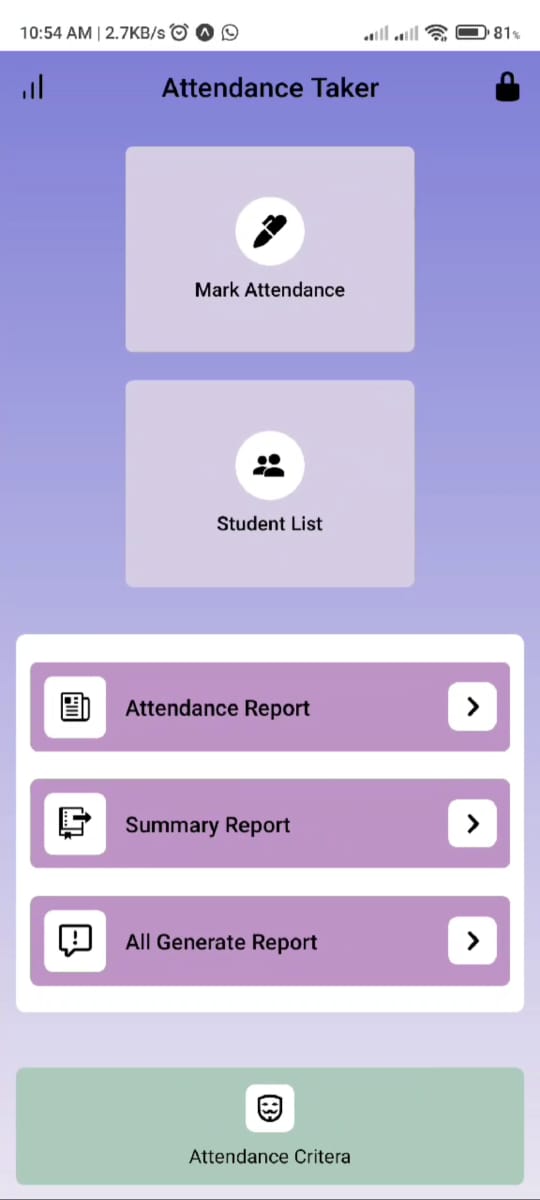 10:54 AM | 2.7KB/s 81%
Attendance Taker
Mark Attendance
Student List
Attendance Report
Summary Report
All Generate Report
Attendance Critera